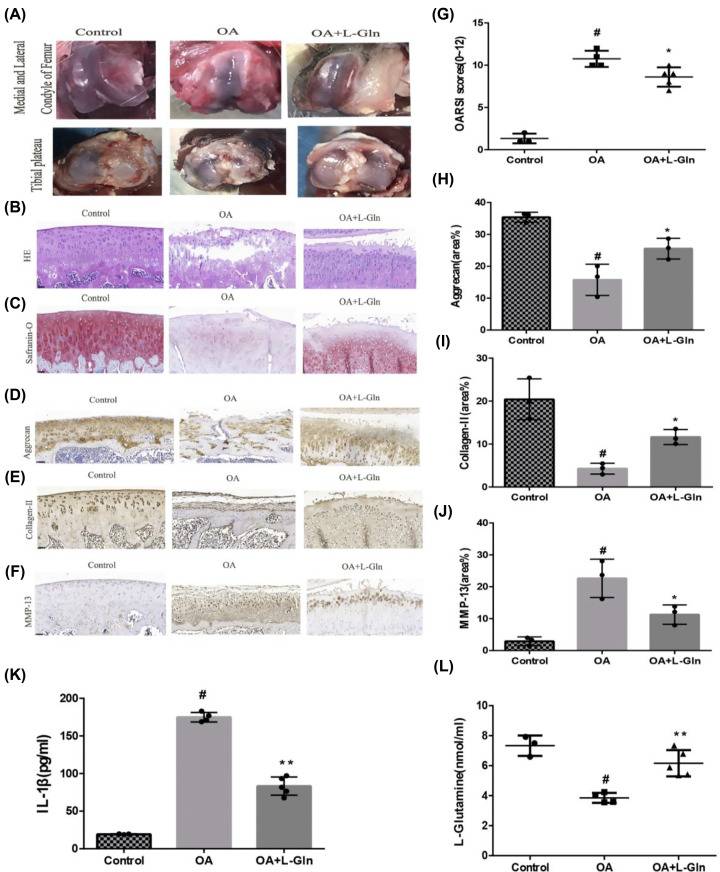 (A)
Control OA OA+L-Gln
Medial and Lateral
Condyle of Femur
Tibial plateau
(B)
Control OA OA+L-Gln
HE
(C)
Control OA OA+L-Gln
Safranin-O
(D)
Control OA OA+L-Gln
Aggrecan
(E)
Control OA OA+L-Gln
Collagen-II
(F)
Control OA OA+L-Gln
MMP-13
(G)
OARSI scores(0~12)
15
10
5
0
#
*
Control OA OA+L-Gln
(H)
Aggrecan(area%)
40
30
20
10
0
#
*
Control OA OA+L-Gln
(I)
Collagen-II(area%)
30
20
10
0
#
*
Control OA OA+L-Gln
(J)
MMP-13(area%)
40
30
20
10
0
#
*
Control OA OA+L-Gln
(K)
IL-1β(pg/ml)
200
150
100
50
0
#
**
Control OA OA+L-Gln
(L)
L-Glutamine(nmol/ml)
10
8
6
4
2
0
#
**
Control OA OA+L-Gln